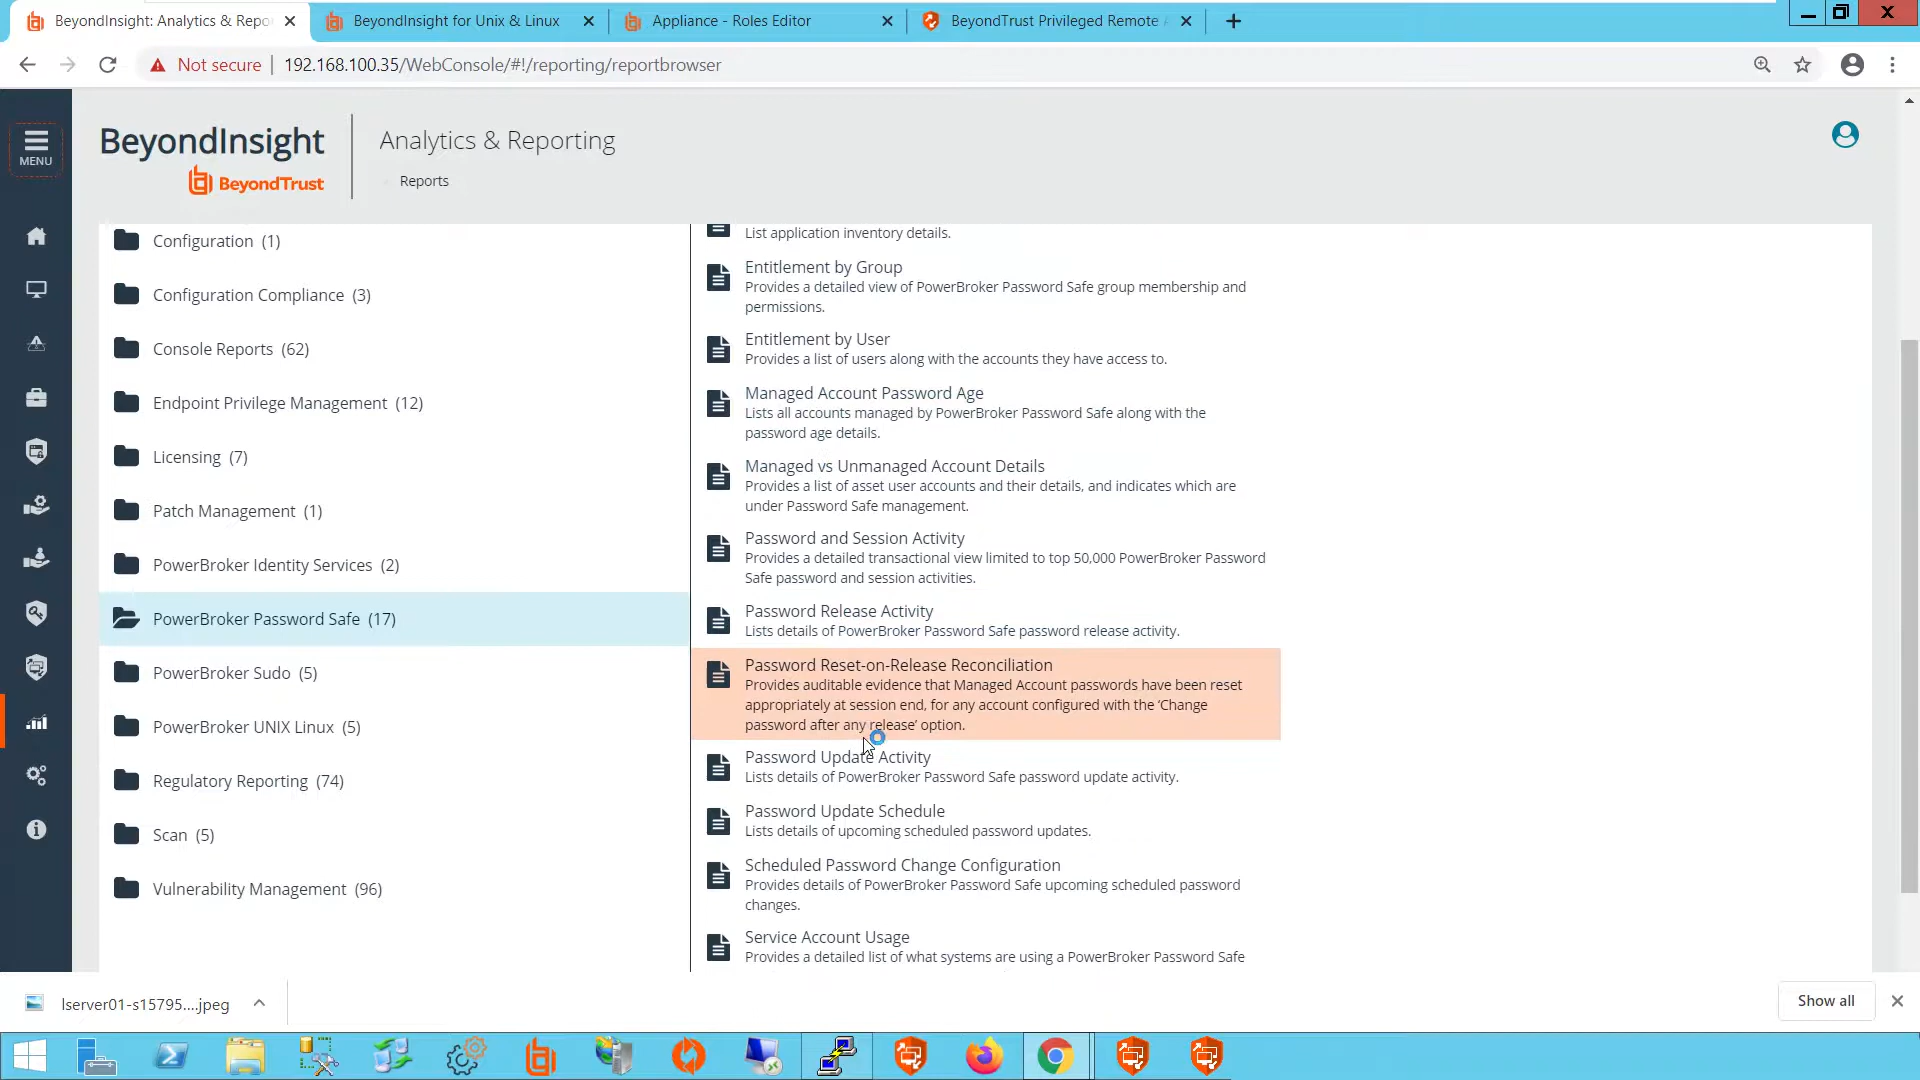 BeyondInsight: Analytics & Repo
BeyondInsight for Unix & Linux
Appliance - Roles Editor
BeyondTrust Privileged Remote A
Not secure
192.168.100.35/WebConsole/#!/reporting/reportbrowser
MENU
BeyondInsight
BeyondTrust
Analytics & Reporting
Reports
Configuration (1)
Configuration Compliance (3)
Console Reports (62)
Endpoint Privilege Management (12)
Licensing (7)
Patch Management (1)
PowerBroker Identity Services (2)
PowerBroker Password Safe (17)
PowerBroker Sudo (5)
PowerBroker UNIX Linux (5)
Regulatory Reporting (74)
Scan (5)
Vulnerability Management (96)
List application inventory details.
Entitlement by Group
Provides a detailed view of PowerBroker Password Safe group membership and
permissions.
Entitlement by User
Provides a list of users along with the accounts they have access to.
Managed Account Password Age
Lists all accounts managed by PowerBroker Password Safe along with the
password age details.
Managed vs Unmanaged Account Details
Provides a list of asset user accounts and their details, and indicates which are
under Password Safe management.
Password and Session Activity
Provides a detailed transactional view limited to top 50,000 PowerBroker Password
Safe password and session activities.
Password Release Activity
Lists details of PowerBroker Password Safe password release activity.
Password Reset-on-Release Reconciliation
Provides auditable evidence that Managed Account passwords have been reset
appropriately at session end, for any account configured with the ‘Change
password after any release’ option.
Password Update Activity
Lists details of PowerBroker Password Safe password update activity.
Password Update Schedule
Lists details of upcoming scheduled password updates.
Scheduled Password Change Configuration
Provides details of PowerBroker Password Safe upcoming scheduled password
changes.
Service Account Usage
Provides a detailed list of what systems are using a PowerBroker Password Safe
lserver01-s15795....jpeg
Show all